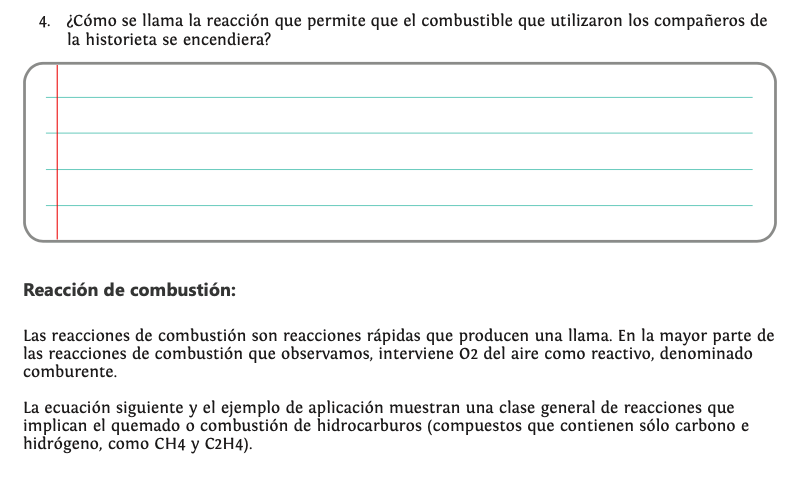 4. ¿Cómo se llama la reacción que permite que el combustible que utilizaron los compañeros de
la historieta se encendiera?
Reacción de combustión:
Las reacciones de combustión son reacciones rápidas que producen una llama. En la mayor parte de
las reacciones de combustión que observamos, interviene O2 del aire como reactivo, denominado
comburente.
La ecuación siguiente y el ejemplo de aplicación muestran una clase general de reacciones que
implican el quemado o combustión de hidrocarburos (compuestos que contienen sólo carbono e
hidrógeno, como CH4 y C2H4).